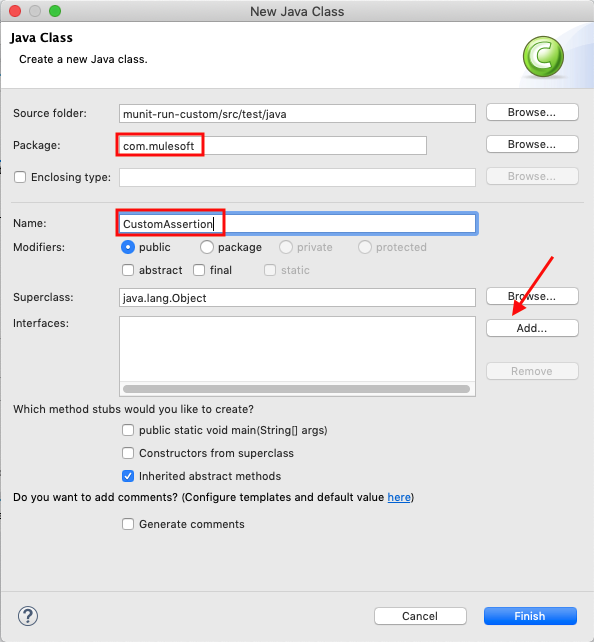 New Java Class
Java Class
Create a new Java class.
C
Source folder: munit-run-custom/src/test/java Browse...
Package: com.mulesoft Browse...
Enclosing type: Browse...
Name: CustomAssertion
Modifiers: public package private protected
abstract final static
Superclass: java.lang.Object Browse...
Interfaces: Add...
Remove
Which method stubs would you like to create?
public static void main(String[] args)
Constructors from superclass
Inherited abstract methods
Do you want to add comments? (Configure templates and default value here)
Generate comments
? Cancel Finish